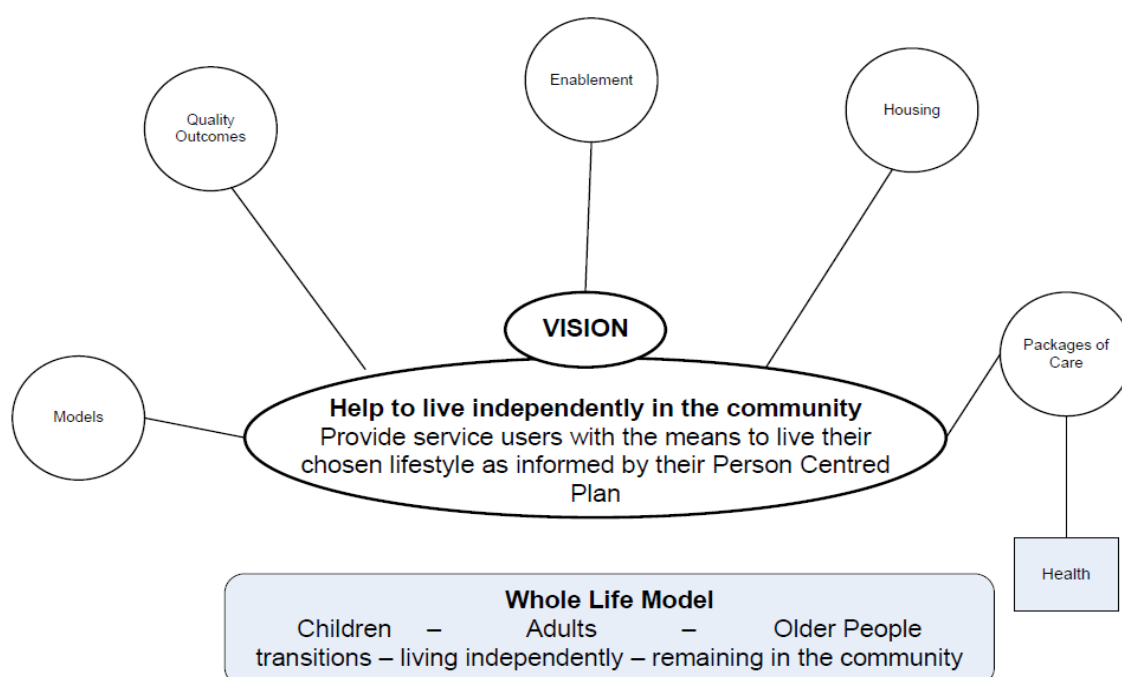 Enablement
Housing
Quality
Outcomes
VISION
Packages of
Care
Models
Help to live independently in the community
Provide service users with the means to live their
chosen lifestyle as informed by their Person Centred
Plan
Health
Whole Life Model
Children – Adults – Older People
transitions – living independently – remaining in the community